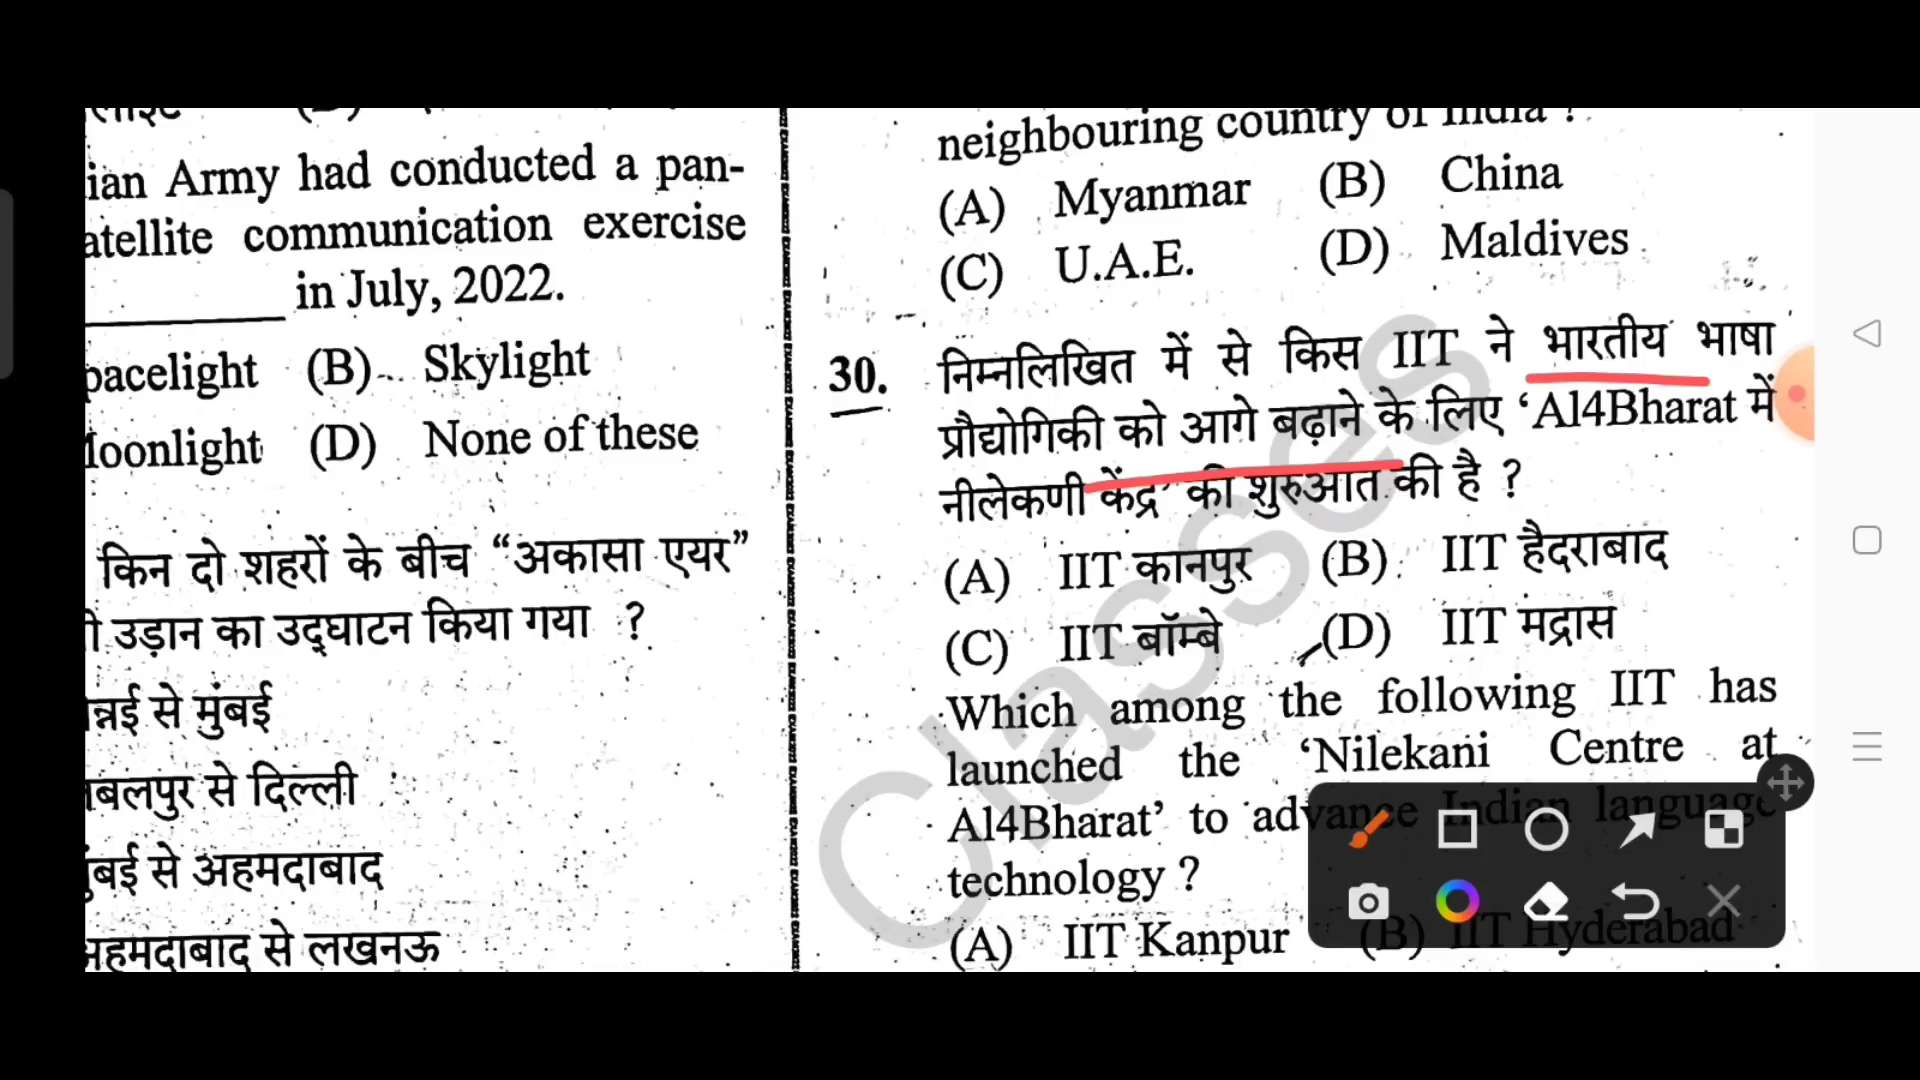 ian Army had conducted a pan-
atellite communication exercise
in July, 2022.
pacelight (B) Skylight
Moonlight (D) None of these
किन दो शहरों के बीच “अकासा एयर”
उड़ान का उद्घाटन किया गया ?
न्नई से मुंबई
बलपुर से दिल्ली
मुंबई से अहमदाबाद
अहमदाबाद से लखनऊ
neighbouring country of India ?
(A) Myanmar (B) China
(C) U.A.E. (D) Maldives
30. निम्नलिखित में से किस IIT ने भारतीय भाषा
प्रौद्योगिकी को आगे बढ़ाने के लिए ‘Al4Bharat में
नीलेकणी केंद्र’ की शुरुआत की है ?
(A) IIT कानपुर (B) IIT हैदराबाद
(C) IIT बॉम्बे (D) IIT मद्रास
Which among the following IIT has
launched the ‘Nilekani Centre at
Al4Bharat’ to advance Indian language
technology ?
(A) IIT Kanpur (B) IIT Hyderabad
Classes